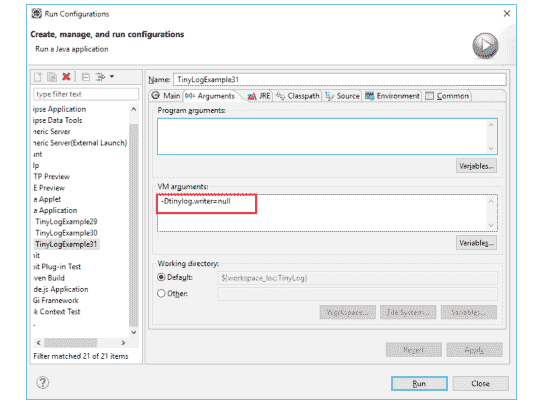 Run Configurations
Create, manage, and run configurations
Run a Java application
type filter text
ipse Application
ipse Data Tools
neric Server
neric Server(External Launch)
unt
lp
TP Preview
E Preview
a Applet
a Application
TinyLogExample29
TinyLogExample30
TinyLogExample31
nit
nit Plug-in Test
ven Build
de.js Application
Gi Framework
k Context Test
Filter matched 21 of 21 items
Name: TinyLogExample31
Main (x)= Arguments JRE Classpath Source Environment Common
Program arguments:
Variables...
VM arguments:
-Dtinylog.writer=null
Variables...
Working directory:
Default: ${workspace_loc:TinyLog}
Other:
Workspace... File System... Variables...
Revert Apply
Run Close